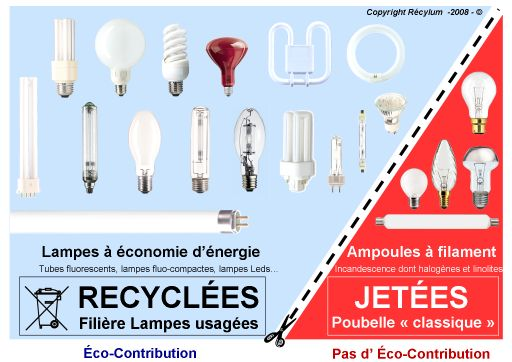 Copyright Récylum -2008 - ©
Lampes à économie d'énergie
Tubes fluorescents, lampes fluo-compactes, lampes Leds...
RECYCLÉES
Filière Lampes usagées
Éco-Contribution
Ampoules à filament
Incandescence dont halogènes et linolites
JETÉES
Poubelle « classique »
Pas d' Éco-Contribution